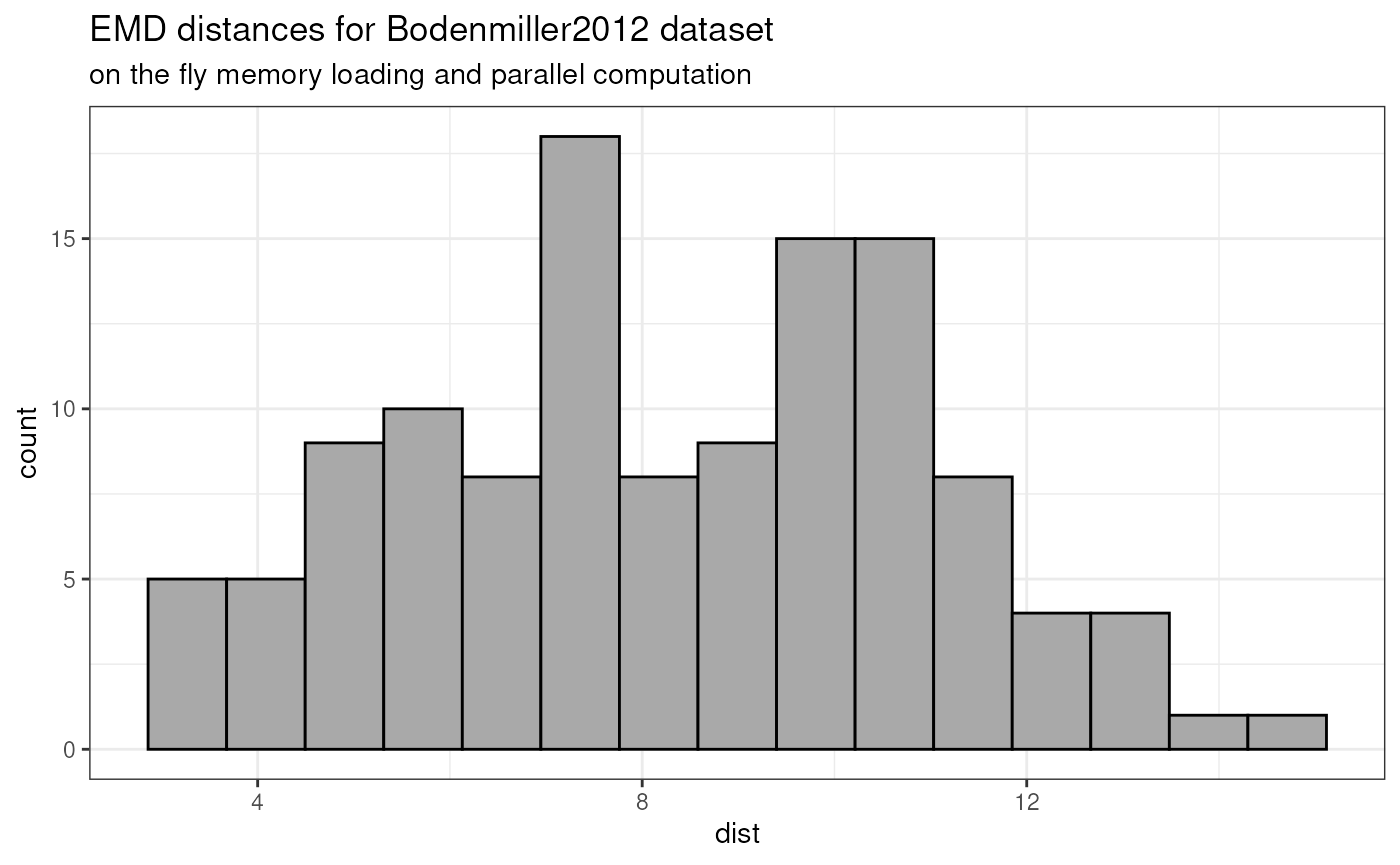 EMD distances for Bodenmiller2012 dataset
on the fly memory loading and parallel computation
15
10
5
0
count
4 8 12
dist